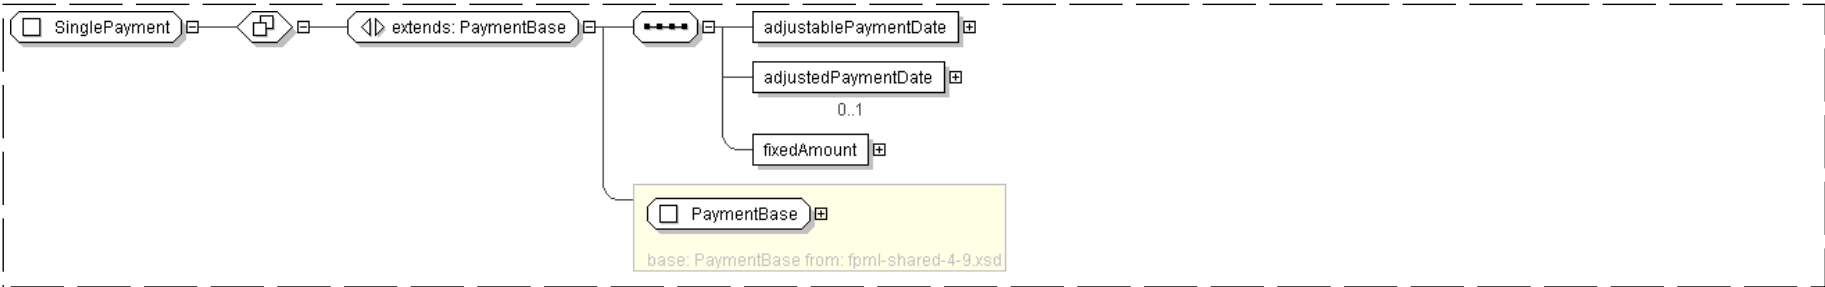 SinglePayment
extends: PaymentBase
adjustablePaymentDate
adjustedPaymentDate
0..1
fixedAmount
PaymentBase
base: PaymentBase from: fpml-shared-4-9.xsd